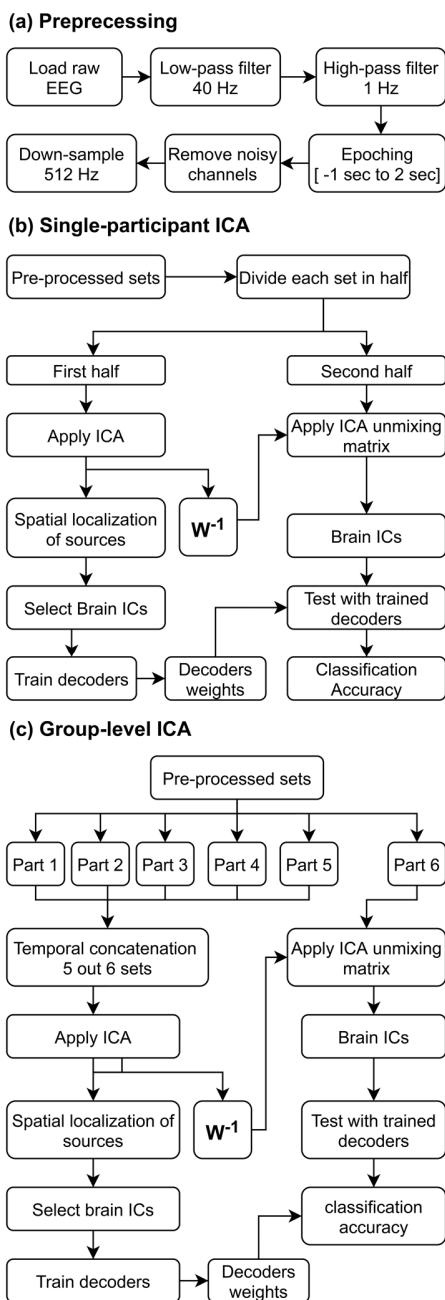 (a) Preprecessing
Load raw
EEG
Low-pass filter
40 Hz
High-pass filter
1 Hz
Down-sample
512 Hz
Remove noisy
channels
Epoching
[ -1 sec to 2 sec]
(b) Single-participant ICA
Pre-processed sets
Divide each set in half
First half
Second half
Apply ICA
Apply ICA unmixing
matrix
W⁻¹
Spatial localization
of sources
Brain ICs
Select Brain ICs
Test with trained
decoders
Train decoders
Decoders
weights
Classification
Accuracy
(c) Group-level ICA
Pre-processed sets
Part 1
Part 2
Part 3
Part 4
Part 5
Part 6
Temporal concatenation
5 out 6 sets
Apply ICA unmixing
matrix
Apply ICA
Brain ICs
Spatial localization of
sources
W⁻¹
Test with trained
decoders
Select brain ICs
classification
accuracy
Train decoders
Decoders
weights